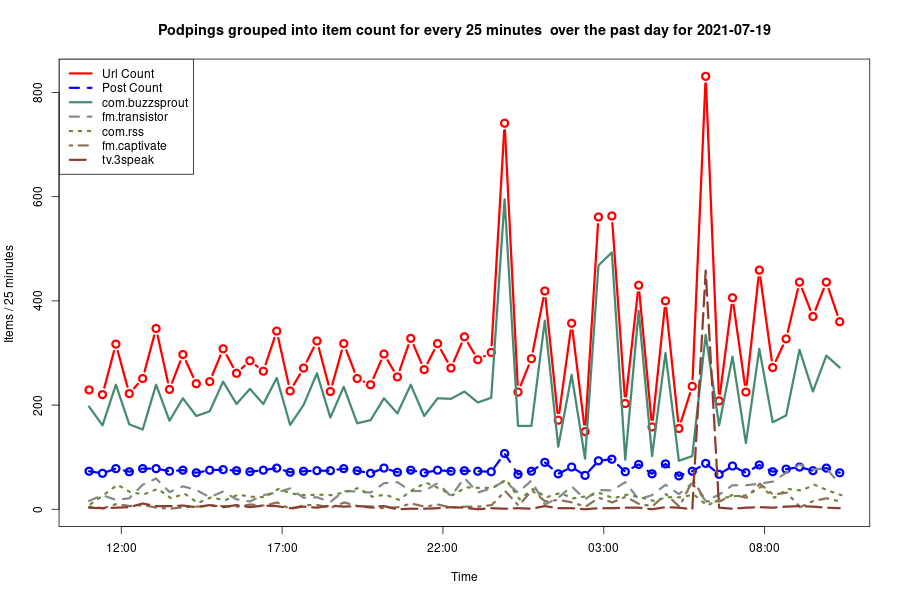 Podpings grouped into item count for every 25 minutes  over the past day for 2021-07-19
Url Count
Post Count
com.buzzsprout
fm.transistor
com.rss
fm.captivate
tv.3speak
Items / 25 minutes
800
600
400
200
0
12:00 17:00 22:00 03:00 08:00
Time